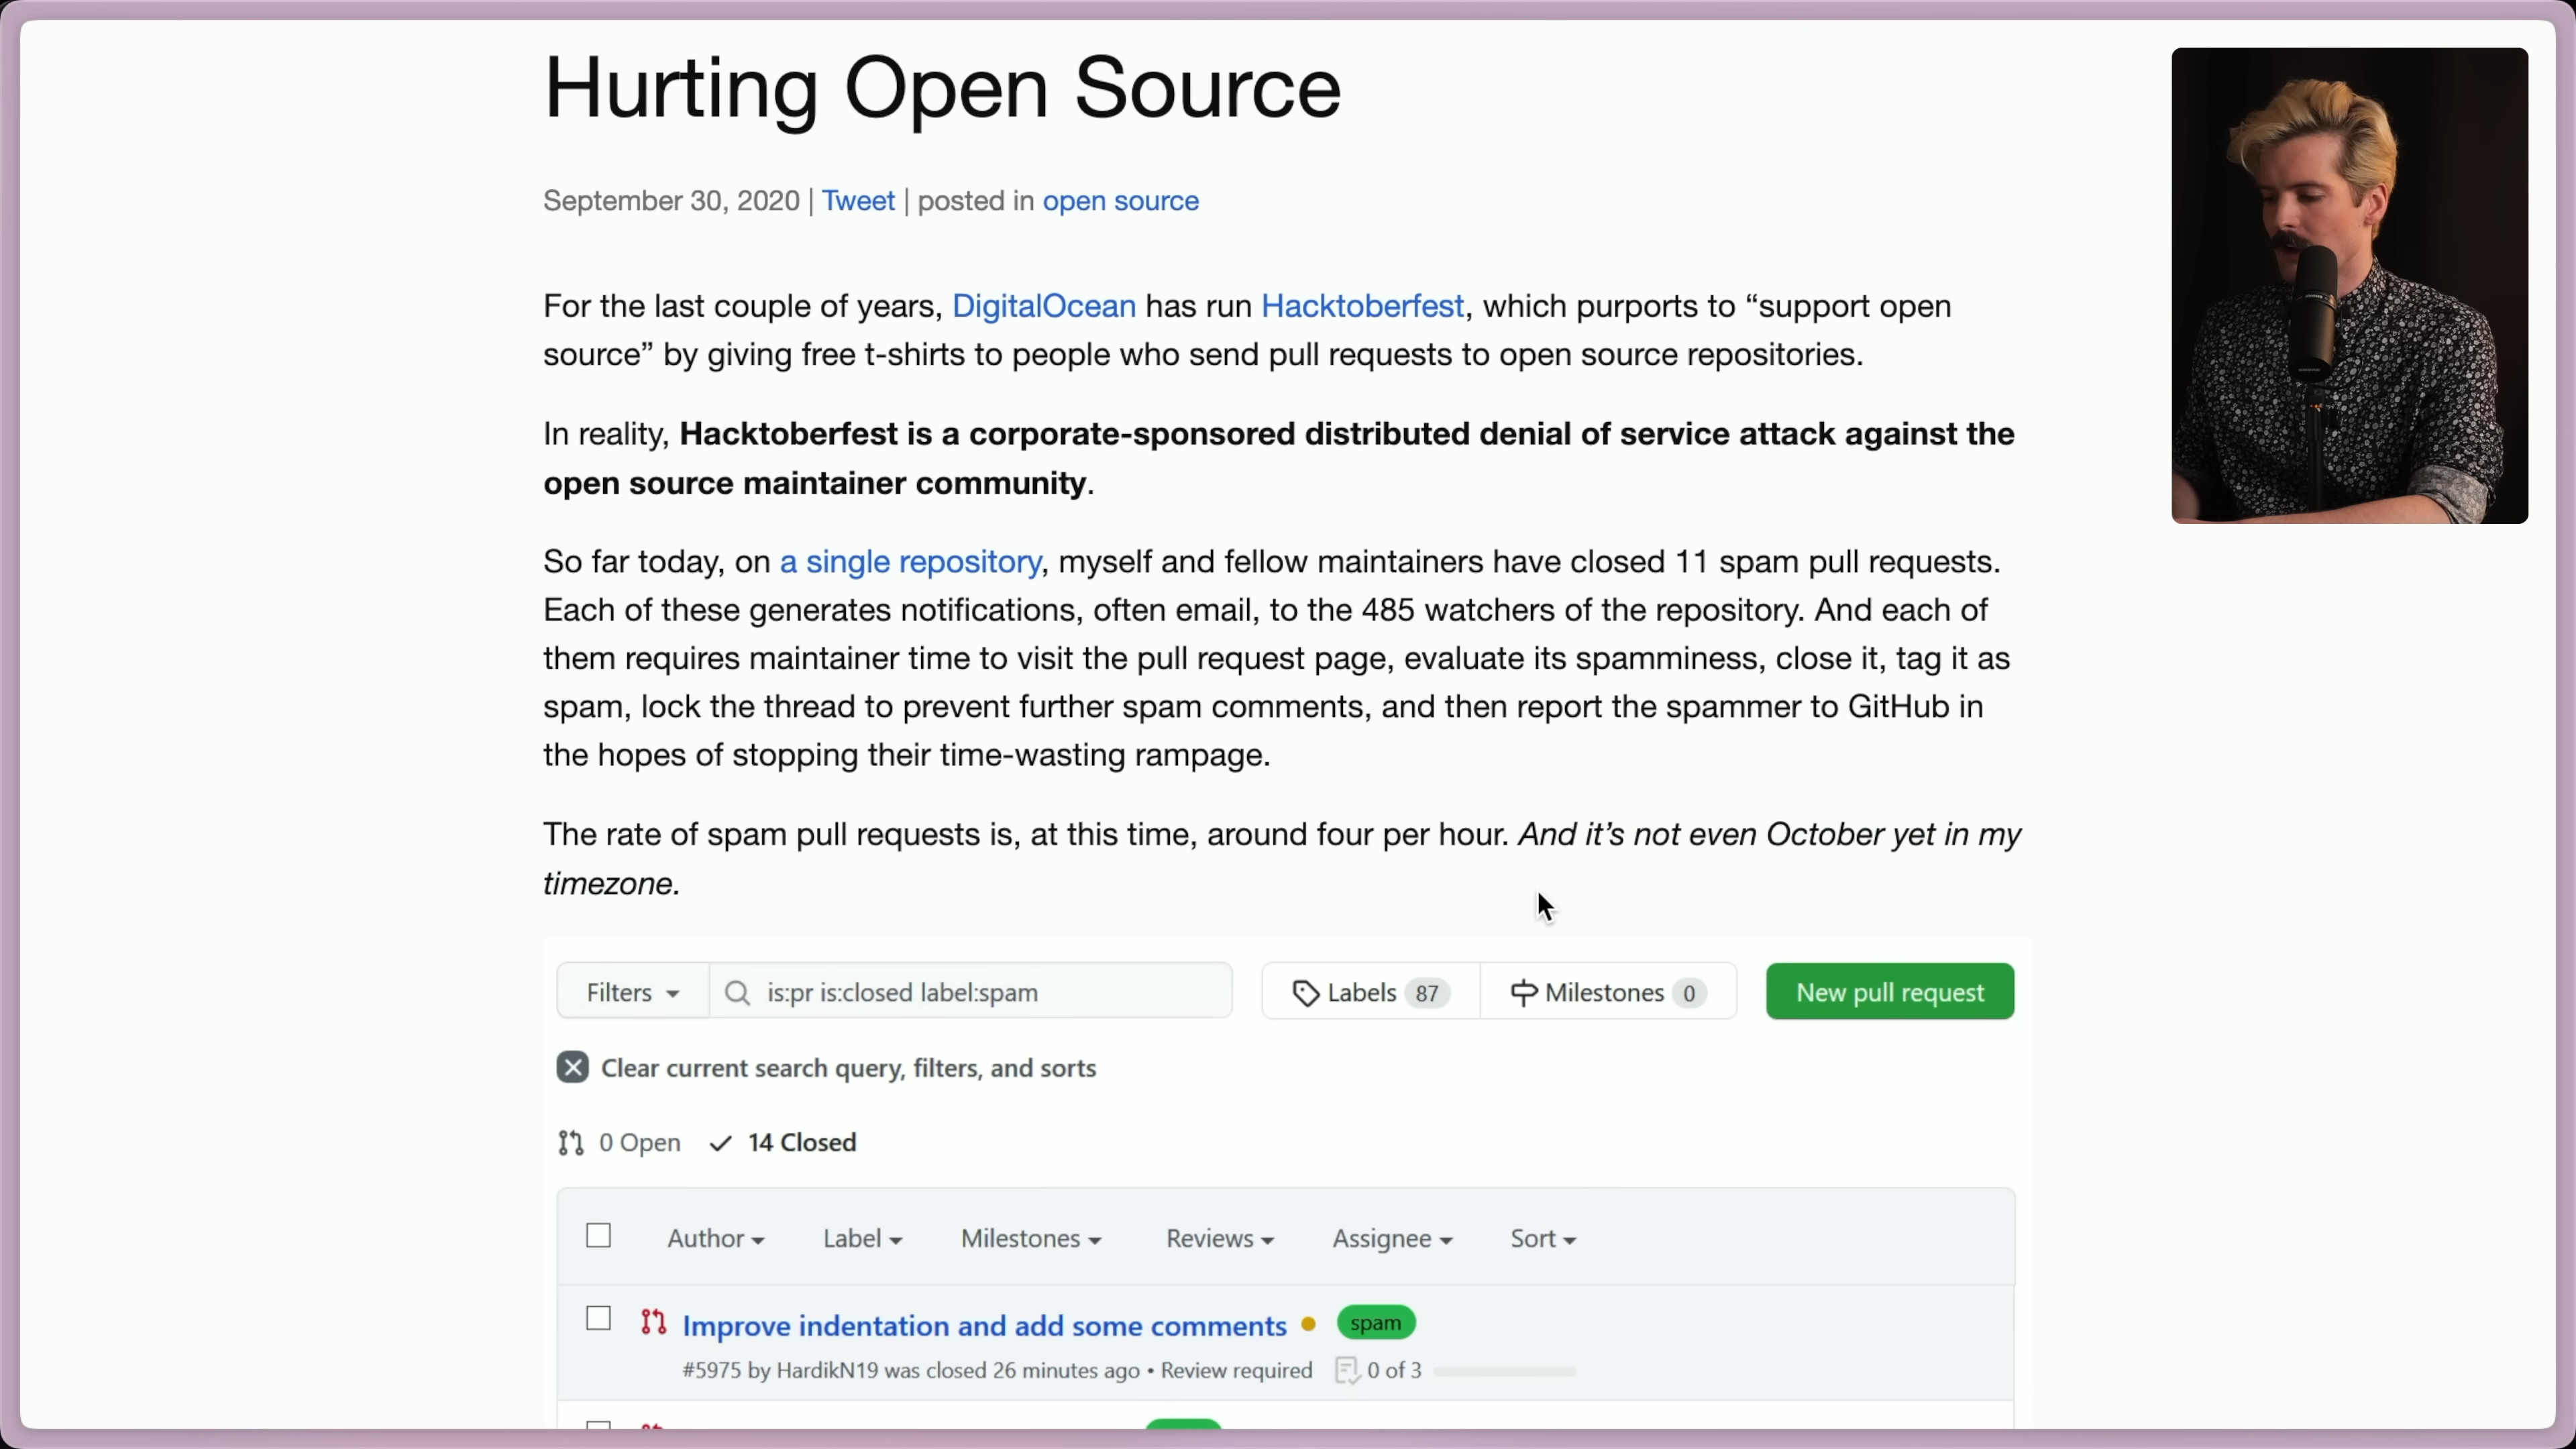 Hurting Open Source
September 30, 2020 | Tweet | posted in open source
For the last couple of years, DigitalOcean has run Hacktoberfest, which purports to “support open
source” by giving free t-shirts to people who send pull requests to open source repositories.
In reality, Hacktoberfest is a corporate-sponsored distributed denial of service attack against the
open source maintainer community.
So far today, on a single repository, myself and fellow maintainers have closed 11 spam pull requests.
Each of these generates notifications, often email, to the 485 watchers of the repository. And each of
them requires maintainer time to visit the pull request page, evaluate its spamminess, close it, tag it as
spam, lock the thread to prevent further spam comments, and then report the spammer to GitHub in
the hopes of stopping their time-wasting rampage.
The rate of spam pull requests is, at this time, around four per hour. And it’s not even October yet in my
timezone.
Filters is:pr is:closed label:spam Labels 87 Milestones 0 New pull request
Clear current search query, filters, and sorts
0 Open 14 Closed
Author Label Milestones Reviews Assignee Sort
Improve indentation and add some comments spam
#5975 by HardikN19 was closed 26 minutes ago • Review required 0 of 3